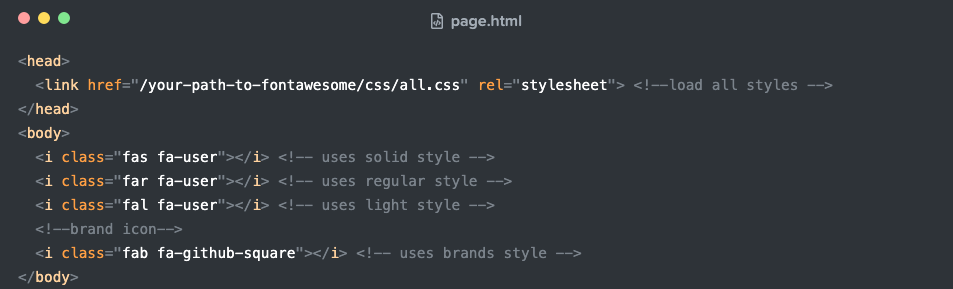 page.html
<head>
<link href="/your-path-to-fontawesome/css/all.css" rel="stylesheet"> <!--load all styles -->
</head>
<body>
<i class="fas fa-user"></i> <!-- uses solid style -->
<i class="far fa-user"></i> <!-- uses regular style -->
<i class="fal fa-user"></i> <!-- uses light style -->
<!--brand icon-->
<i class="fab fa-github-square"></i> <!-- uses brands style -->
</body>